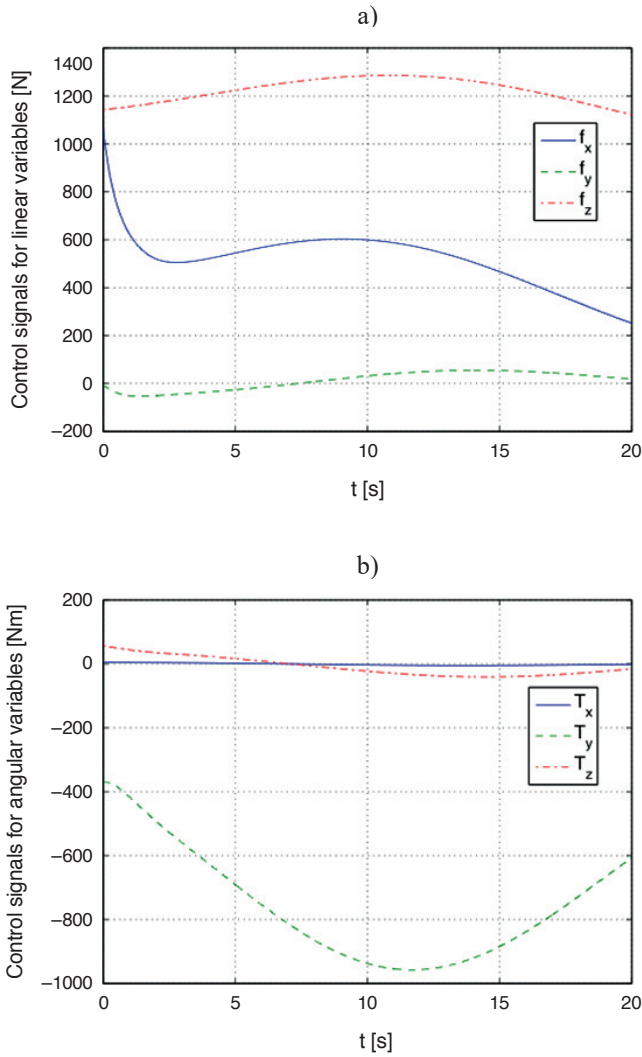 a)
Control signals for linear variables [N]
1400
1200
1000
800
600
400
200
0
–200
f_x
f_y
f_z
0 5 10 15 20
t [s]
b)
Control signals for angular variables [Nm]
200
0
–200
–400
–600
–800
–1000
T_x
T_y
T_z
0 5 10 15 20
t [s]